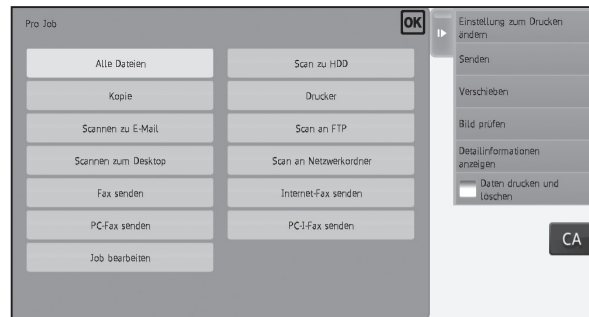 Pro Job
OK
Alle Dateien
Scan zu HDD
Kopie
Drucker
Scannen zu E-Mail
Scan an FTP
Scannen zum Desktop
Scan an Netzwerkordner
Fax senden
Internet-Fax senden
PC-Fax senden
PC-I-Fax senden
Job bearbeiten
Einstellung zum Drucken
ändern
Senden
Verschieben
Bild prüfen
Detailinformationen
anzeigen
Daten drucken und
löschen
CA